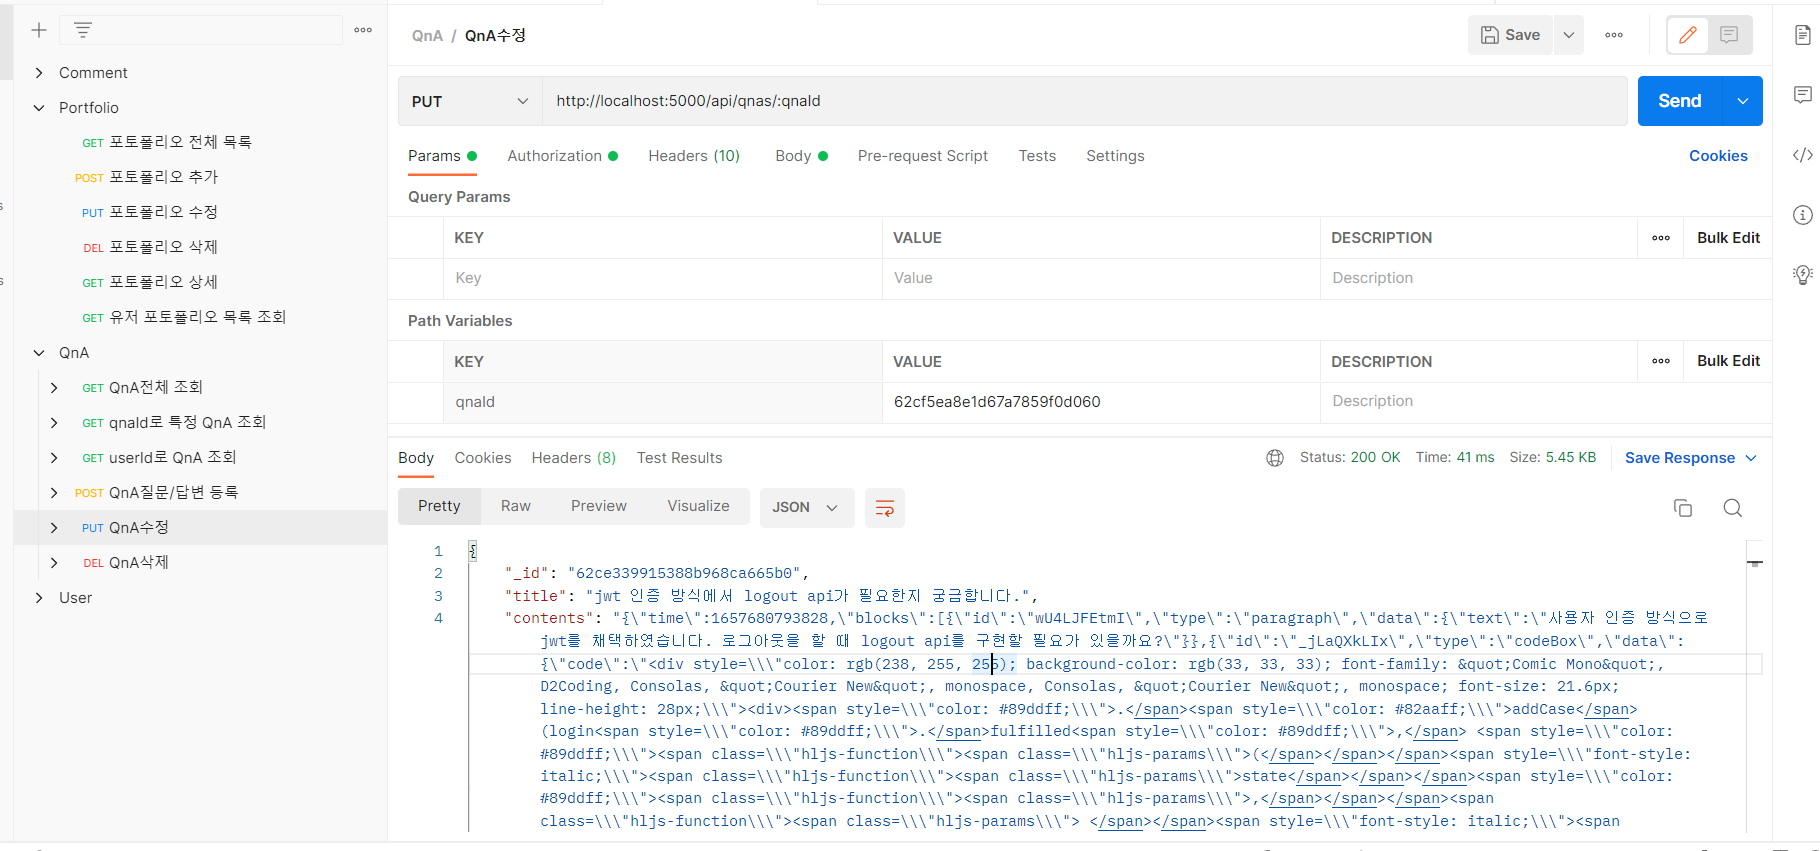 Comment
Portfolio
GET 포토폴리오 전체 목록
POST 포토폴리오 추가
PUT 포토폴리오 수정
DEL 포토폴리오 삭제
GET 포토폴리오 상세
GET 유저 포토폴리오 목록 조회
QnA
GET QnA전체 조회
GET qnaId로 특정 QnA 조회
GET userId로 QnA 조회
POST QnA질문/답변 등록
PUT QnA수정
DEL QnA삭제
User
QnA / QnA수정
Save
PUT
http://localhost:5000/api/qnas/:qnaId
Send
Params Authorization Headers (10) Body Pre-request Script Tests Settings Cookies
Query Params
KEY VALUE DESCRIPTION Bulk Edit
Key Value Description
Path Variables
KEY VALUE DESCRIPTION Bulk Edit
qnaId 62cf5ea8e1d67a7859f0d060 Description
Body Cookies Headers (8) Test Results Status: 200 OK Time: 41 ms Size: 5.45 KB Save Response
Pretty Raw Preview Visualize JSON
1 {
2 "_id": "62ce339915388b968ca665b0",
3 "title": "jwt 인증 방식에서 logout api가 필요한지 궁금합니다.",
4 "contents": "{\"time\":1657680793828,\"blocks\":[{\"id\":\"wU4LJFEtmI\",\"type\":\"paragraph\",\"data\":{\"text\":\"사용자 인증 방식으로
jwt를 채택하였습니다. 로그아웃을 할 때 logout api를 구현할 필요가 있을까요?\"}},{\"id\":\"_jLaQXkLIx\",\"type\":\"codeBox\",\"data\":
{\"code\":\"<div style=\\\"color: rgb(238, 255, 255); background-color: rgb(33, 33, 33); font-family: &quot;Comic Mono&quot;,
D2Coding, Consolas, &quot;Courier New&quot;, monospace, Consolas, &quot;Courier New&quot;, monospace; font-size: 21.6px;
line-height: 28px;\\\"><div><span style=\\\"color: #89ddff;\\\">.</span><span style=\\\"color: #82aaff;\\\">addCase</span>
(login<span style=\\\"color: #89ddff;\\\">.</span>fulfilled<span style=\\\"color: #89ddff;\\\">,</span> <span style=\\\"color:
#89ddff;\\\"><span class=\\\"hljs-function\\\"><span class=\\\"hljs-params\\\">(</span></span></span><span style=\\\"font-style:
italic;\\\"><span class=\\\"hljs-function\\\"><span class=\\\"hljs-params\\\">state</span></span></span><span style=\\\"color:
#89ddff;\\\"><span class=\\\"hljs-function\\\"><span class=\\\"hljs-params\\\">,</span></span></span><span
class=\\\"hljs-function\\\"><span class=\\\"hljs-params\\\"> </span></span><span style=\\\"font-style: italic;\\\"><span